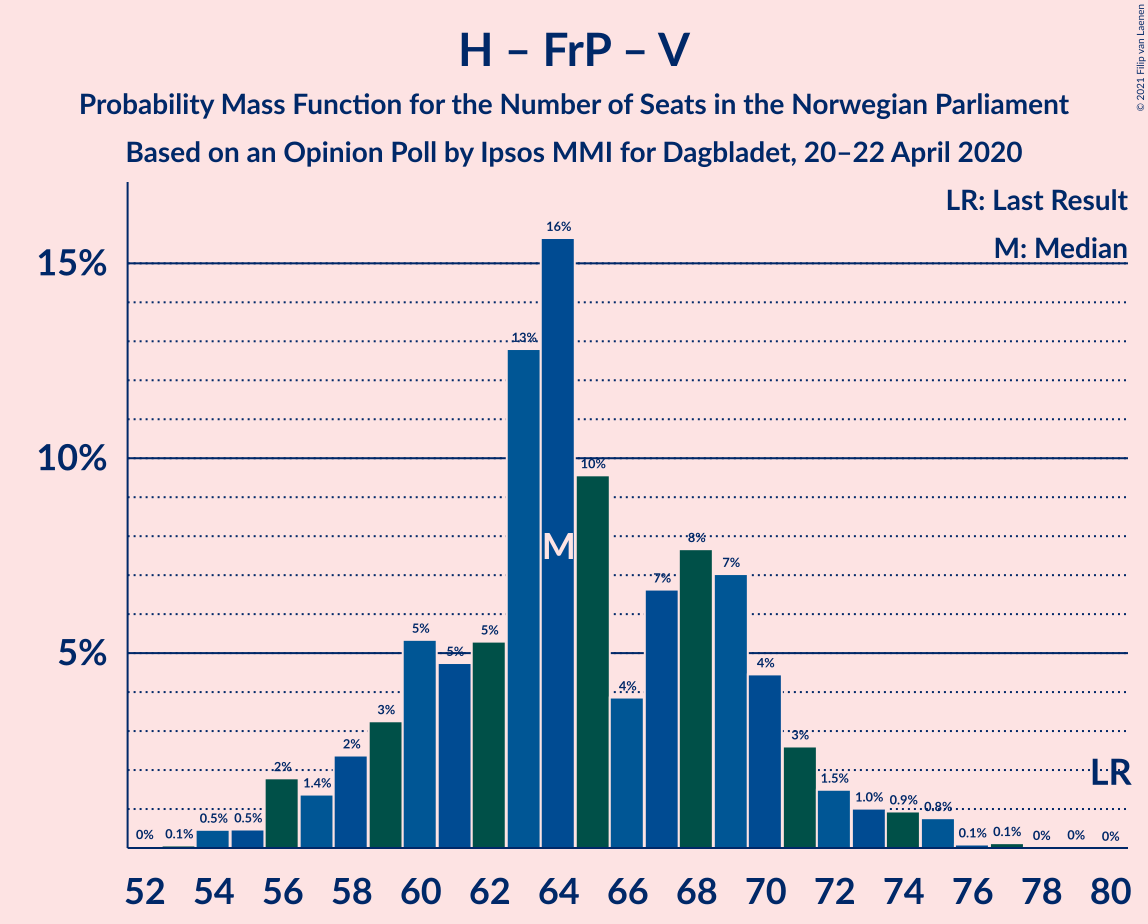 H – FrP – V
Probability Mass Function for the Number of Seats in the Norwegian Parliament
Based on an Opinion Poll by Ipsos MMI for Dagbladet, 20–22 April 2020
© 2021 Filip van Laenen
LR: Last Result
M: Median
15%
10%
5%
0% 0.1% 0.5% 0.5% 2% 1.4% 2% 3% 5% 5% 5% 13% 16% 10% 4% 7% 8% 7% 4% 3% 1.5% 1.0% 0.9% 0.8% 0.1% 0.1% 0% 0% 0%
M
LR
52 54 56 58 60 62 64 66 68 70 72 74 76 78 80